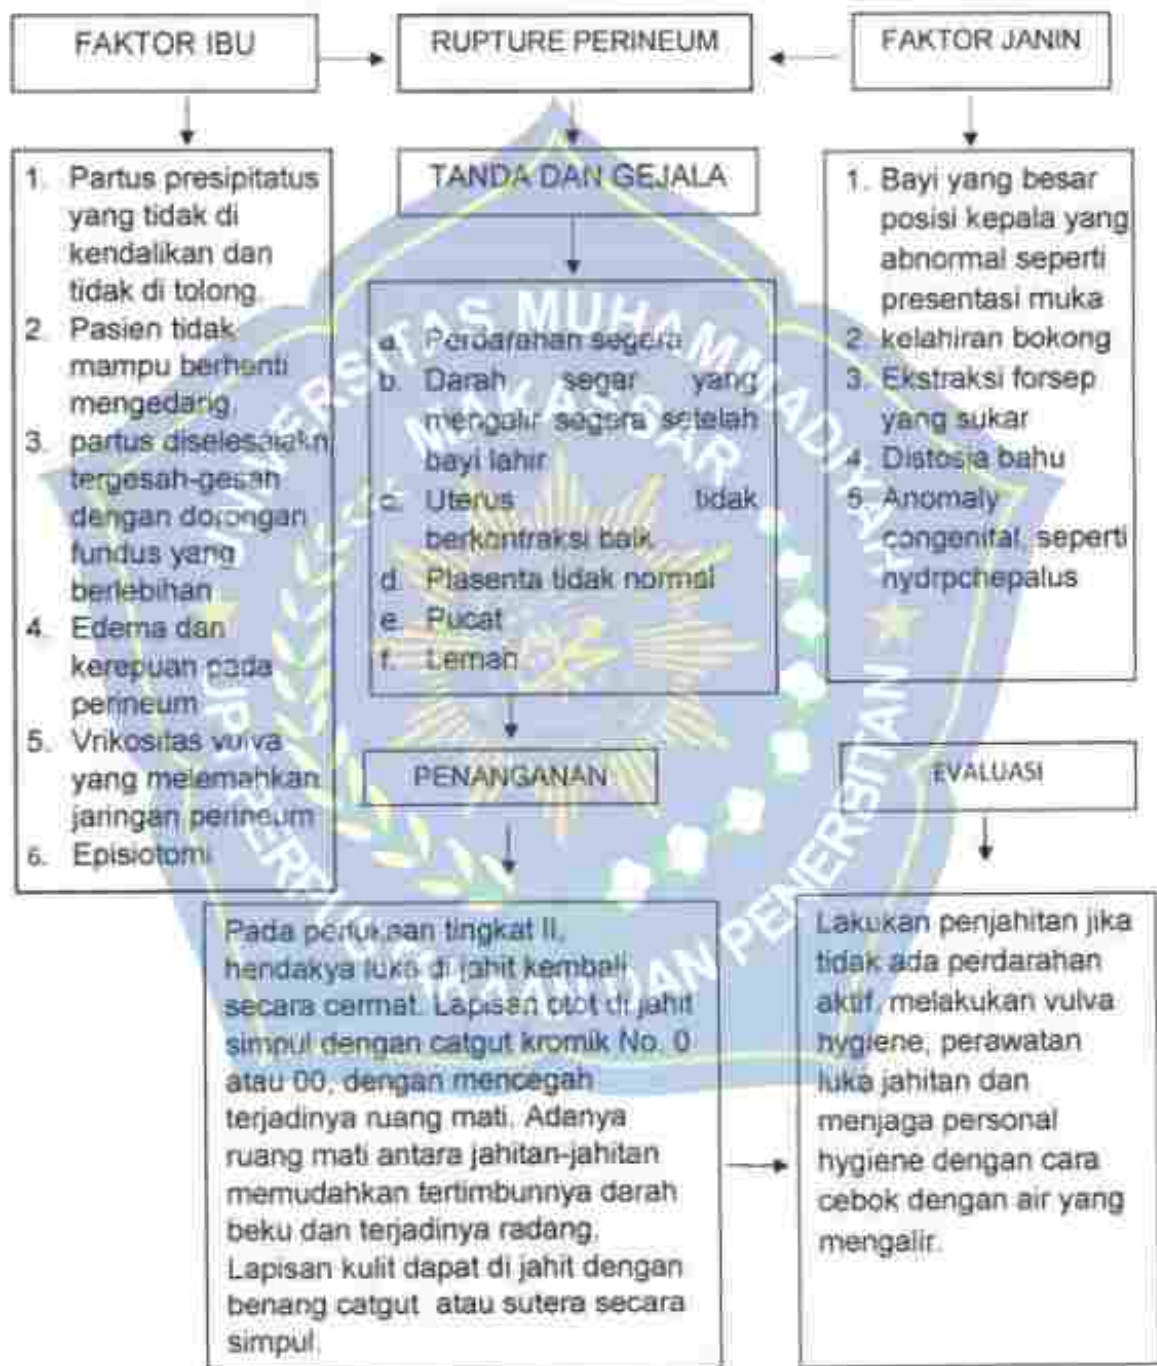 FAKTOR IBU
RUPTURE PERINEUM
FAKTOR JANIN
1. Partus presipitatus
yang tidak di
kendalikan dan
tidak di tolong.
2. Pasien tidak
mampu berhenti
mengedang,
3. partus diselesaiakn
tergesah-gesah
dengan dorongan
fundus yang
berlebihan
4. Edema dan
kerepuan pada
perineum
5. Vrikositas vulva
yang melemahkan
jaringan perineum
6. Episiotomi
TANDA DAN GEJALA
a. Perdarahan segera
b. Darah segar yang
mengalir segera setelah
bayi lahir
c. Uterus tidak
berkontraksi baik
d. Plasenta tidak normal
e. Pucat
f. Lemah
1. Bayi yang besar
posisi kepala yang
abnormal seperti
presentasi muka
2. kelahiran bokong
3. Ekstraksi forsep
yang sukar
4. Distosia bahu
5. Anomaly
congenital, seperti
nydrpchepalus
PENANGANAN
EVALUASI
Pada perlukaan tingkat II,
hendakya luka di jahit kembali
secara cermat. Lapisan otot di jahit
simpul dengan catgut kromik No. 0
atau 00, dengan mencegah
terjadinya ruang mati. Adanya
ruang mati antara jahitan-jahitan
memudahkan tertimbunnya darah
beku dan terjadinya radang.
Lapisan kulit dapat di jahit dengan
benang catgut atau sutera secara
simpul.
Lakukan penjahitan jika
tidak ada perdarahan
aktif, melakukan vulva
hygiene, perawatan
luka jahitan dan
menjaga personal
hygiene dengan cara
cebok dengan air yang
mengalir.
UNIVERSITAS MUHAMMADIYAH
MAKASSAR
UPT PERPUSTAKAAN DAN PENERBITAN